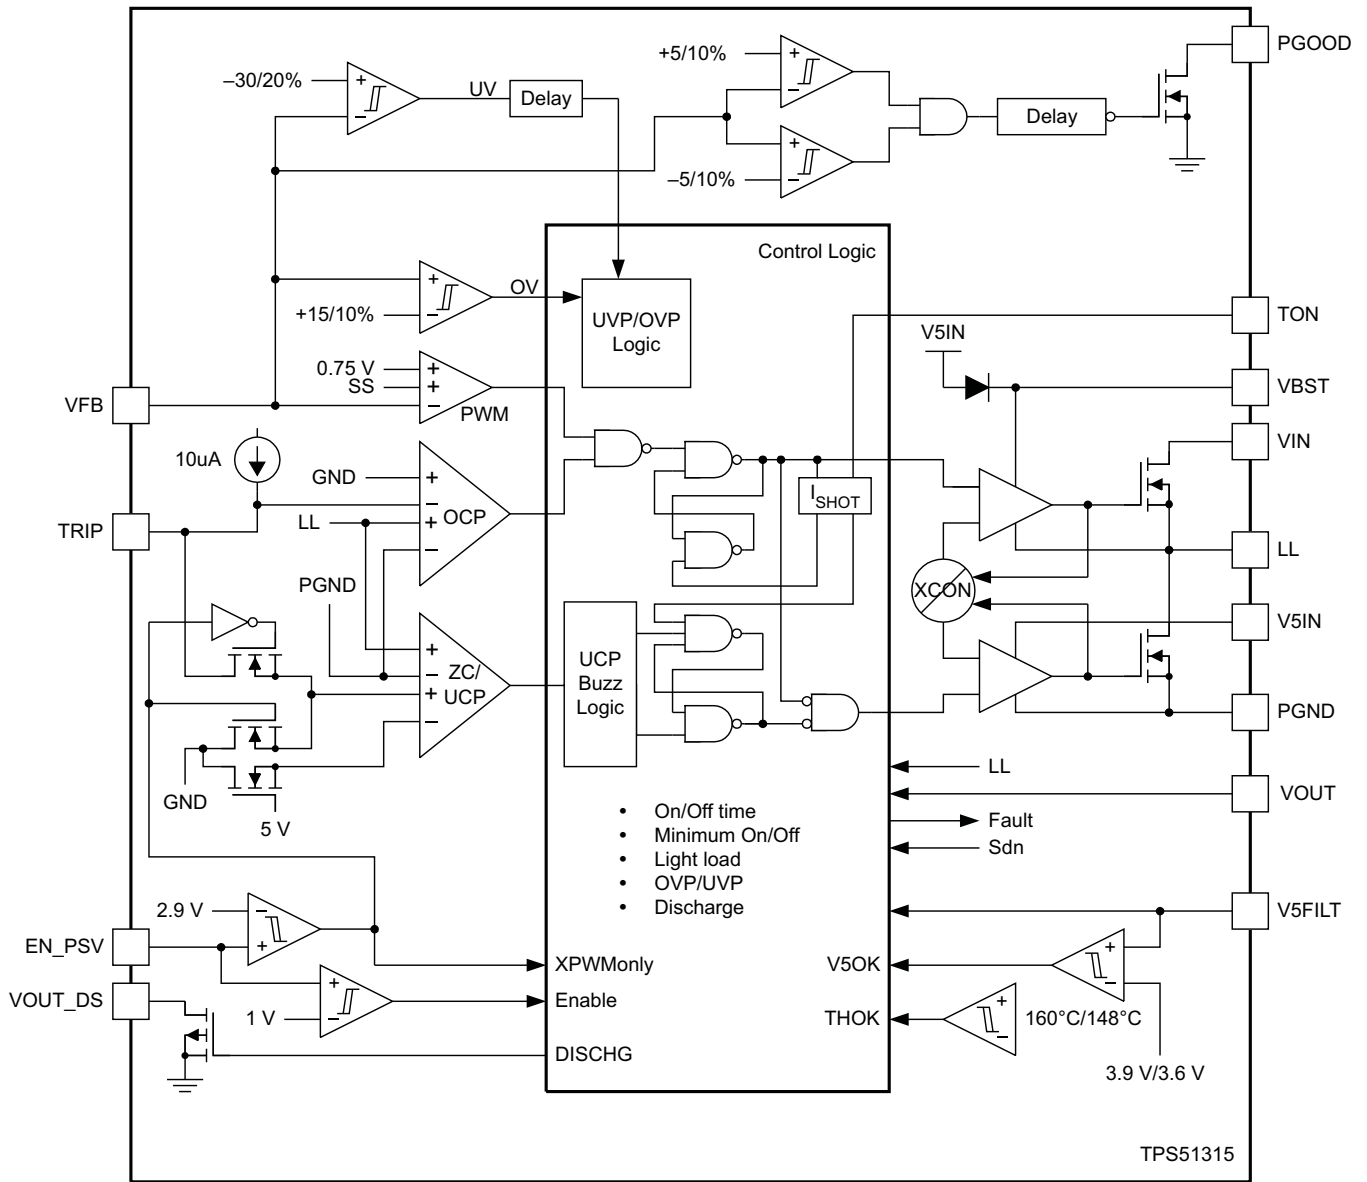 PGOOD
+5/10%
–30/20%
UV
Delay
Delay
–5/10%
Control Logic
OV
+15/10%
UVP/OVP
Logic
TON
V5IN
0.75 V
SS
PWM
VBST
VFB
VIN
10uA
GND
OCP
I SHOT
LL
TRIP
LL
PGND
XCON
V5IN
ZC/
UCP
UCP
Buzz
Logic
PGND
GND
5 V
LL
VOUT
• On/Off time
• Minimum On/Off
• Light load
• OVP/UVP
• Discharge
Fault
Sdn
2.9 V
V5FILT
EN_PSV
XPWMonly
V5OK
VOUT_DS
1 V
Enable
THOK
160°C/148°C
DISCHG
3.9 V/3.6 V
TPS51315